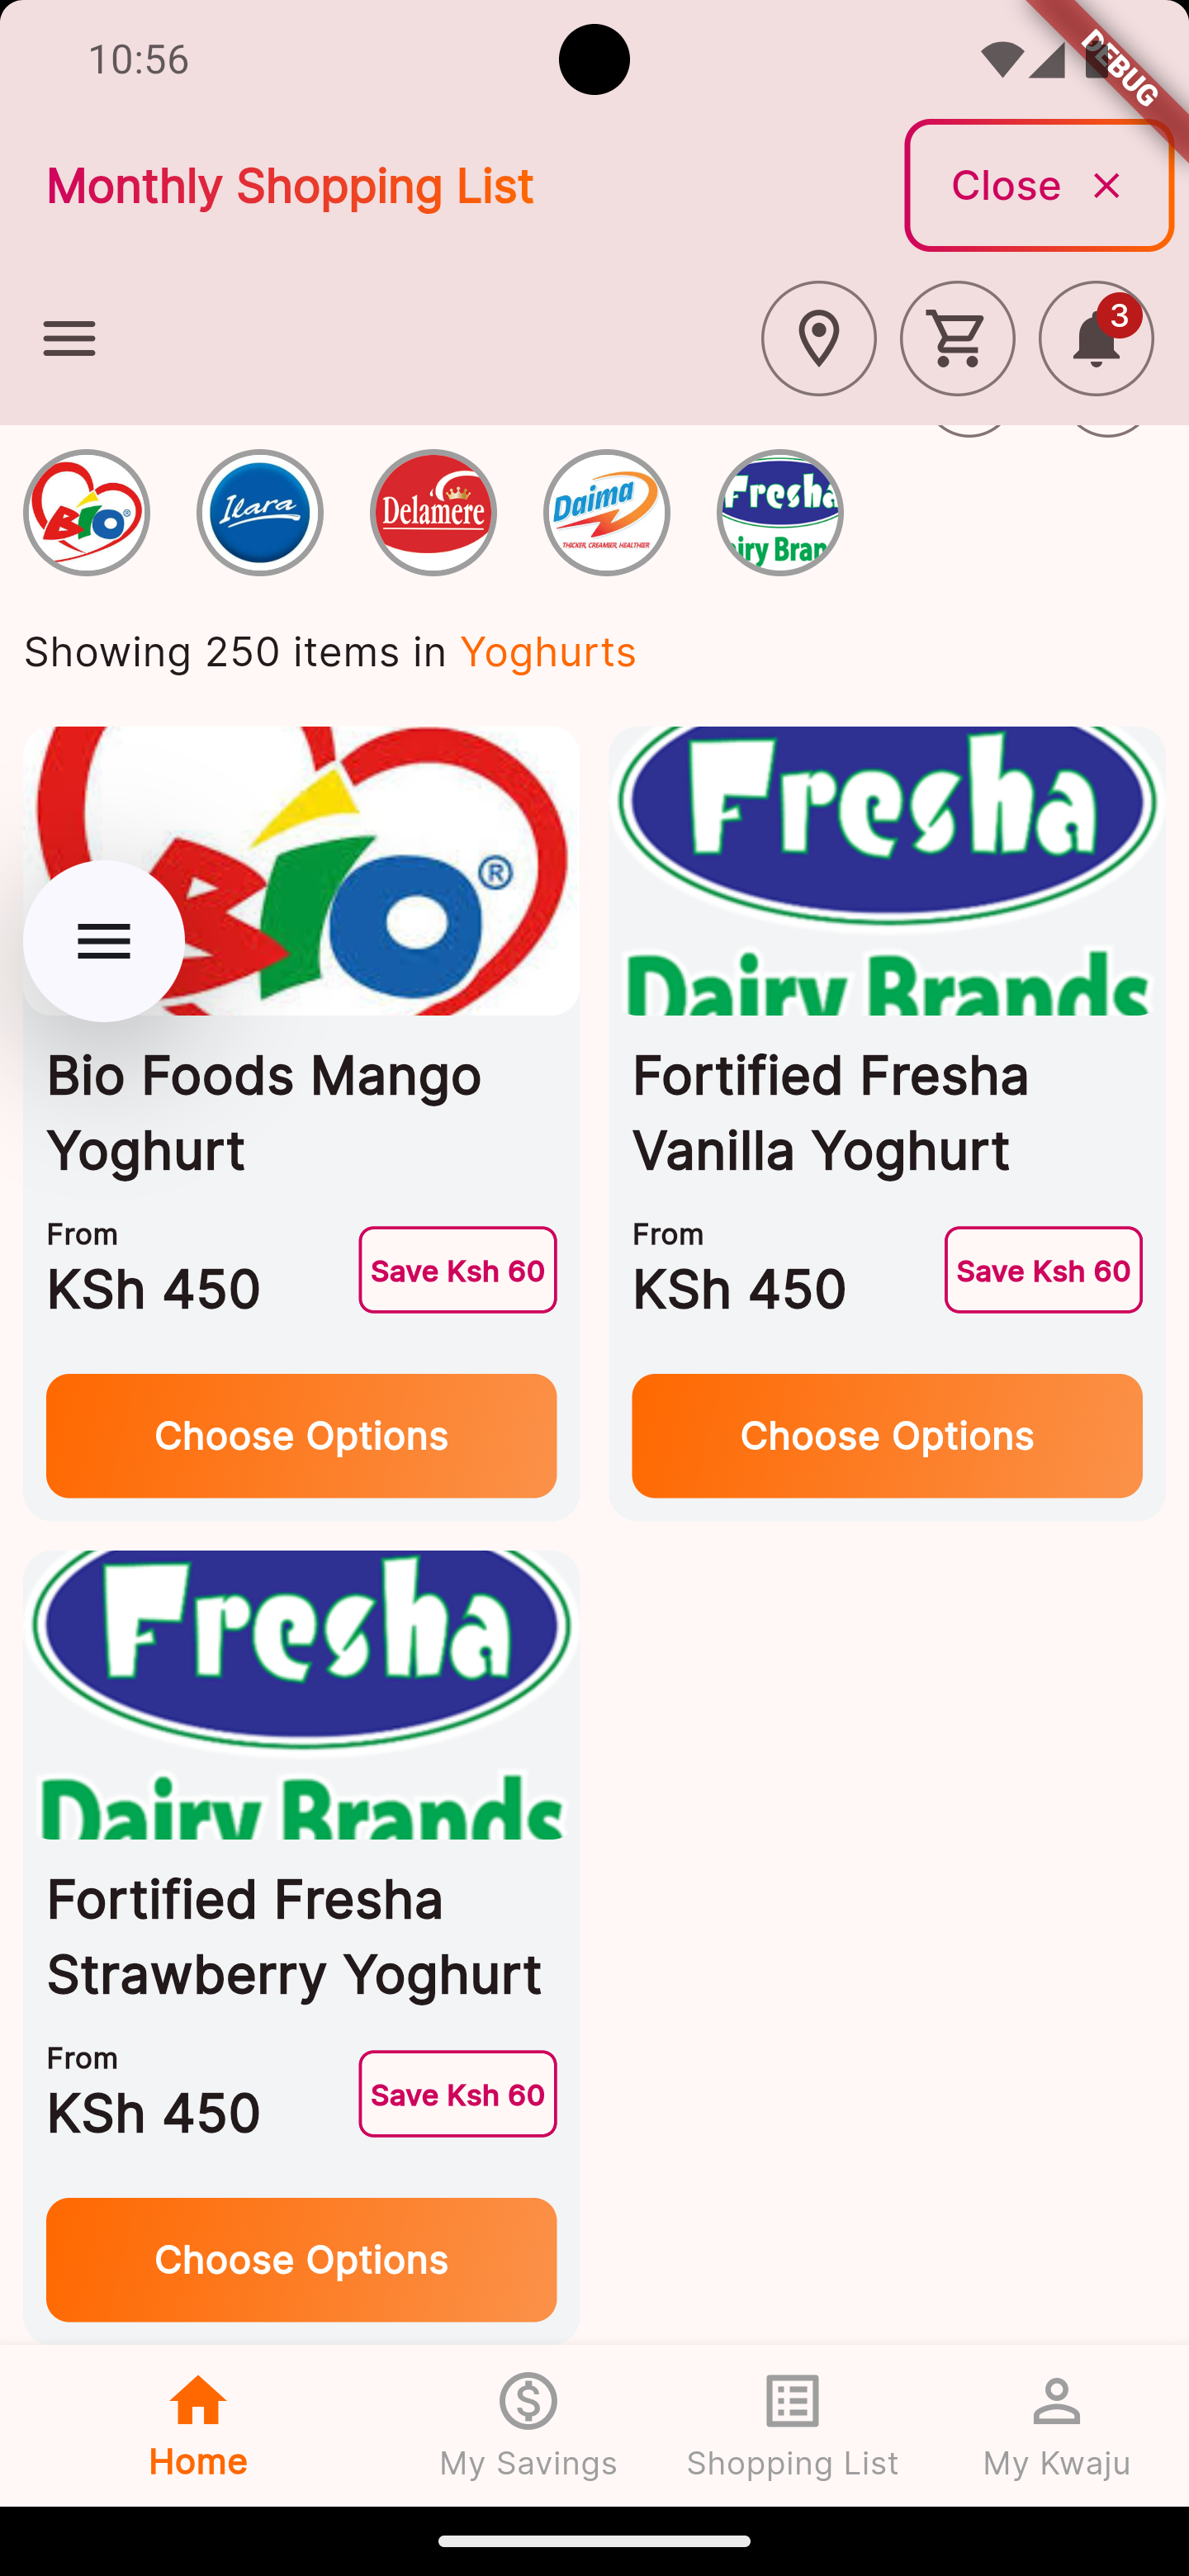 10:56
DEBUG
Monthly Shopping List
Close
3
Bio®
Ilara
Delamere
Daima
THICKER, CREAMIER, HEALTHIER
Fresha
airy Bran
Showing 250 items in Yoghurts
BiO®
Fresha
Dairy Brands
Bio Foods Mango
Yoghurt
Fortified Fresha
Vanilla Yoghurt
From
KSh 450
Save Ksh 60
From
KSh 450
Save Ksh 60
Choose Options
Choose Options
Fresha
Dairy Brands
Fortified Fresha
Strawberry Yoghurt
From
KSh 450
Save Ksh 60
Choose Options
Home
My Savings
Shopping List
My Kwaju